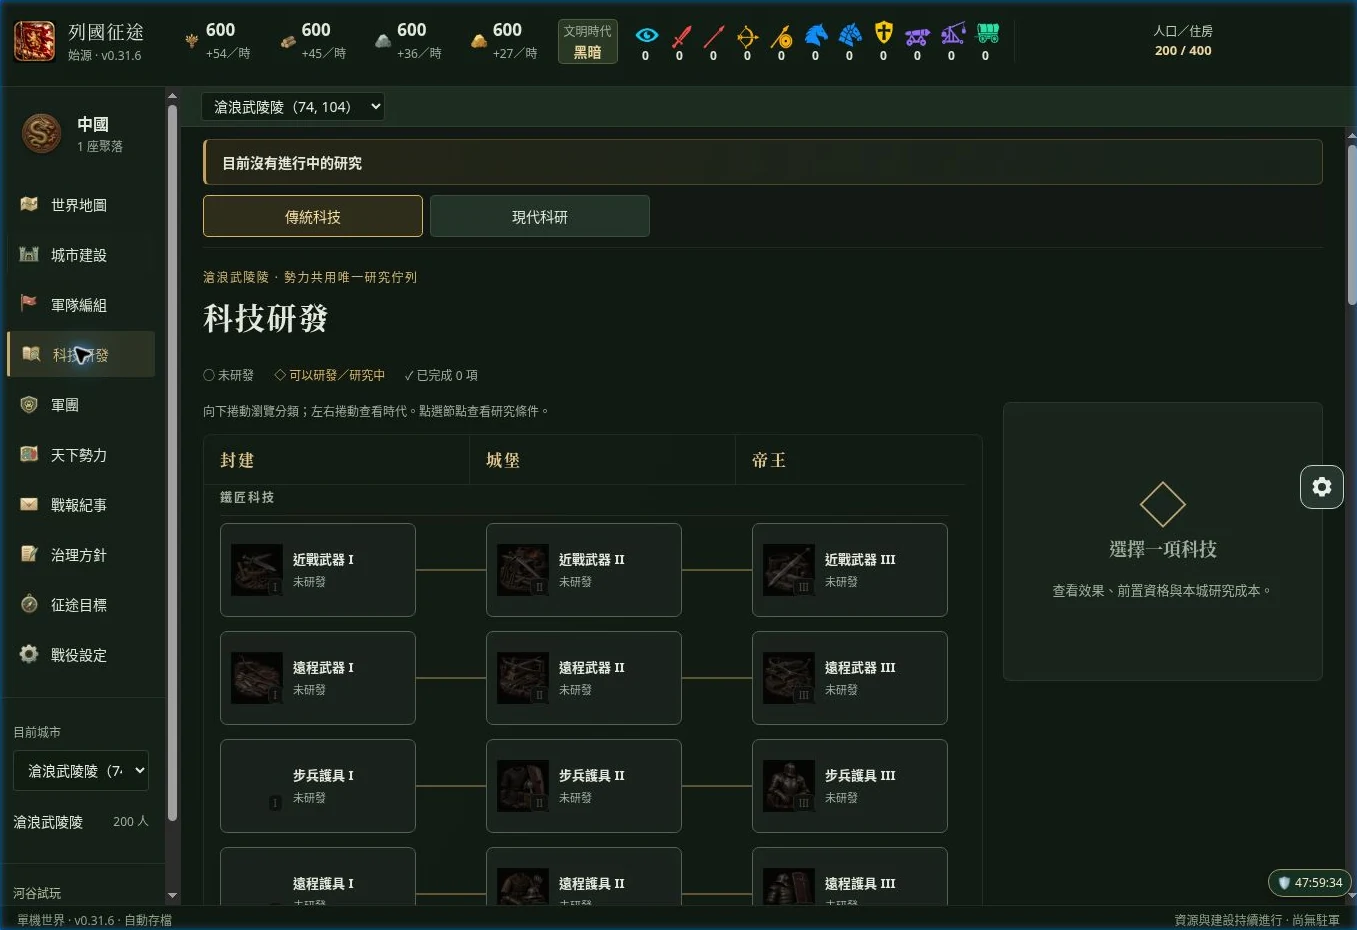 列國征途
始源 · v0.31.6
600
+54／時
600
+45／時
600
+36／時
600
+27／時
文明時代
黑暗
0
0
0
0
0
0
0
0
0
0
0
人口／住房
200 / 400
中國
1 座聚落
世界地圖
城市建設
軍隊編組
科技研發
軍團
天下勢力
戰報紀事
治理方針
征途目標
戰役設定
目前城市
滄浪武陵陵（74
滄浪武陵陵
200 人
河谷試玩
滄浪武陵陵（74, 104）
目前沒有進行中的研究
傳統科技
現代科研
滄浪武陵陵 · 勢力共用唯一研究佇列
科技研發
○ 未研發
◇ 可以研發／研究中
✓ 已完成 0 項
向下捲動瀏覽分類；左右捲動查看時代。點選節點查看研究條件。
封建
城堡
帝王
鐵匠科技
近戰武器 I
未研發
I
近戰武器 II
未研發
II
近戰武器 III
未研發
III
遠程武器 I
未研發
I
遠程武器 II
未研發
II
遠程武器 III
未研發
III
步兵護具 I
未研發
I
步兵護具 II
未研發
II
步兵護具 III
未研發
III
遠程護具 I
未研發
遠程護具 II
未研發
遠程護具 III
未研發
選擇一項科技
查看效果、前置資格與本城研究成本。
47:59:34
單機世界 · v0.31.6 · 自動存檔
資源與建設持續進行 · 尚無駐軍